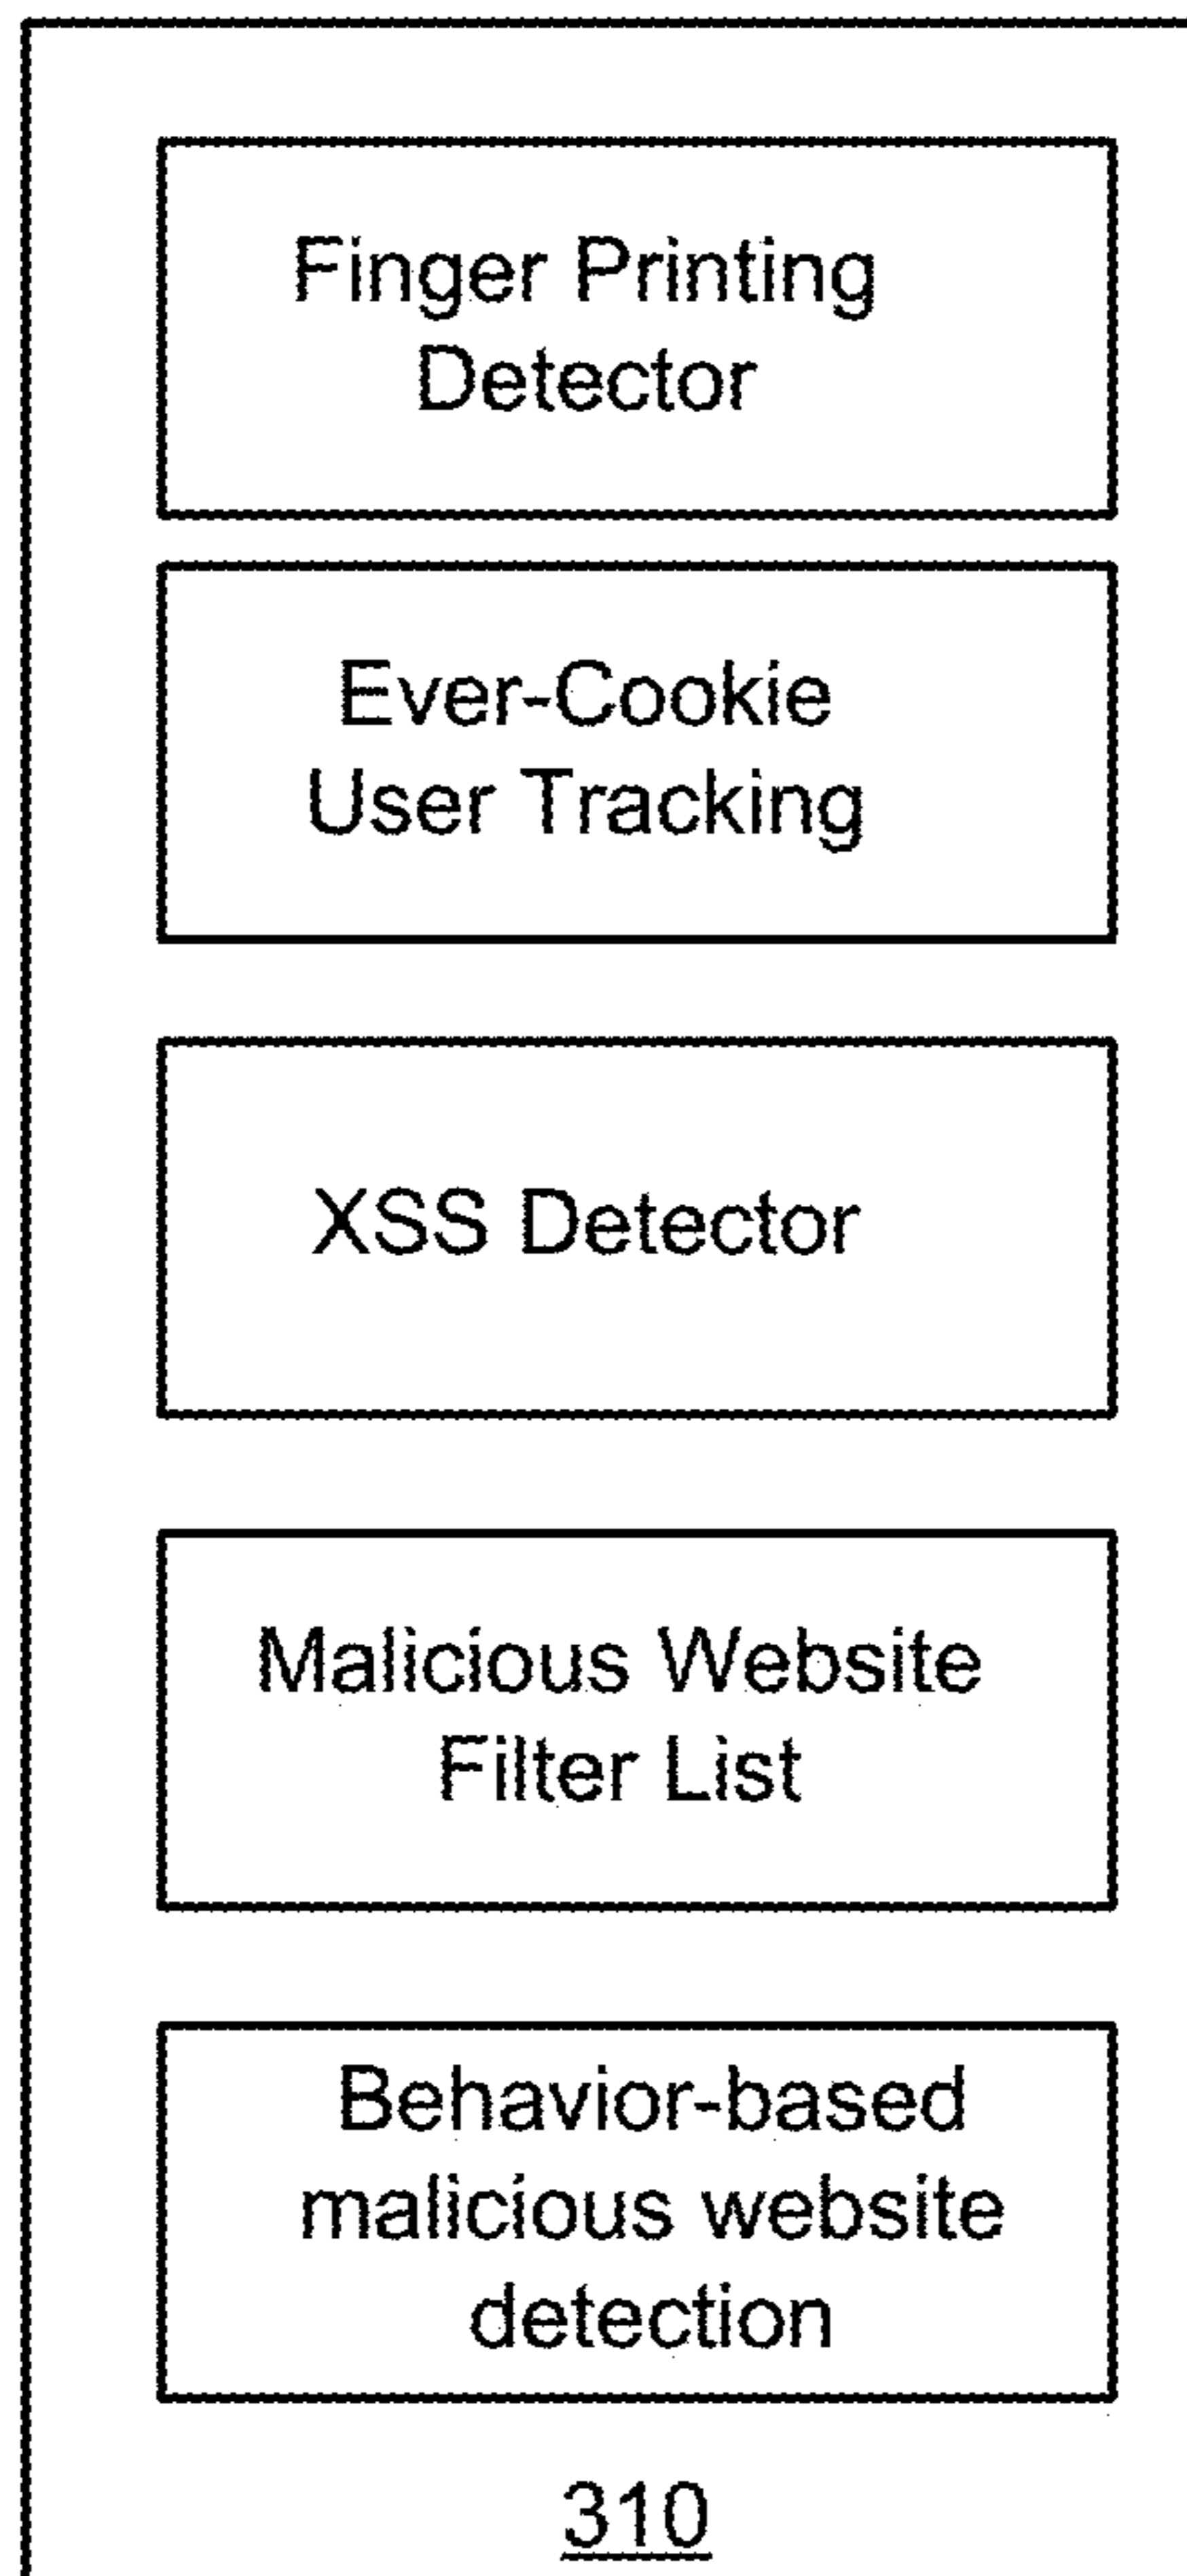 Finger Printing
Detector
Ever-Cookie
User Tracking
XSS Detector
Malicious Website
Filter List
Behavior-based
malicious website
detection
310